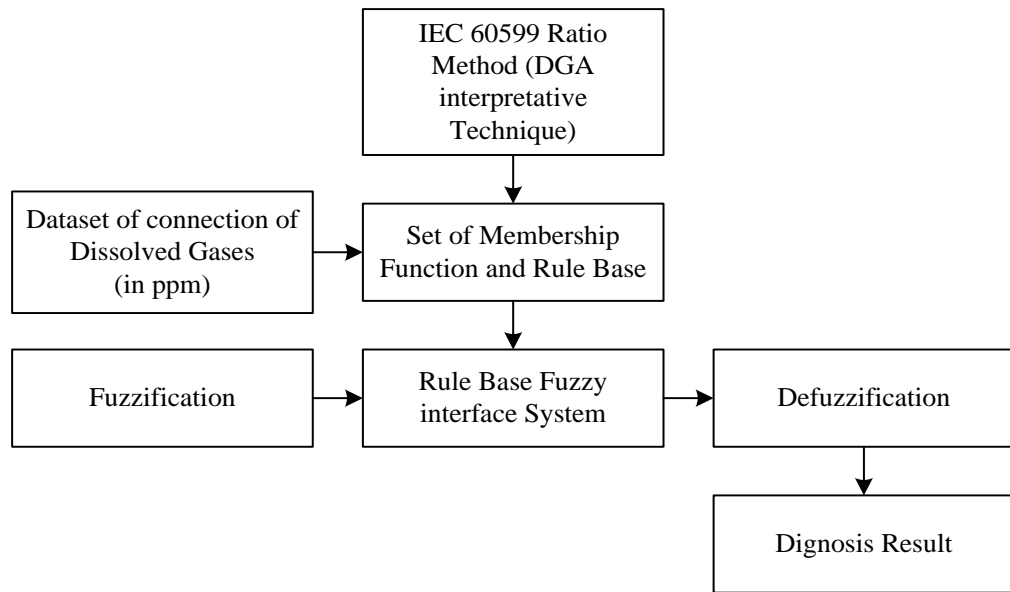 IEC 60599 Ratio
Method (DGA
interpretative
Technique)
Dataset of connection of
Dissolved Gases
(in ppm)
Set of Membership
Function and Rule Base
Fuzzification
Rule Base Fuzzy
interface System
Defuzzification
Dignosis Result